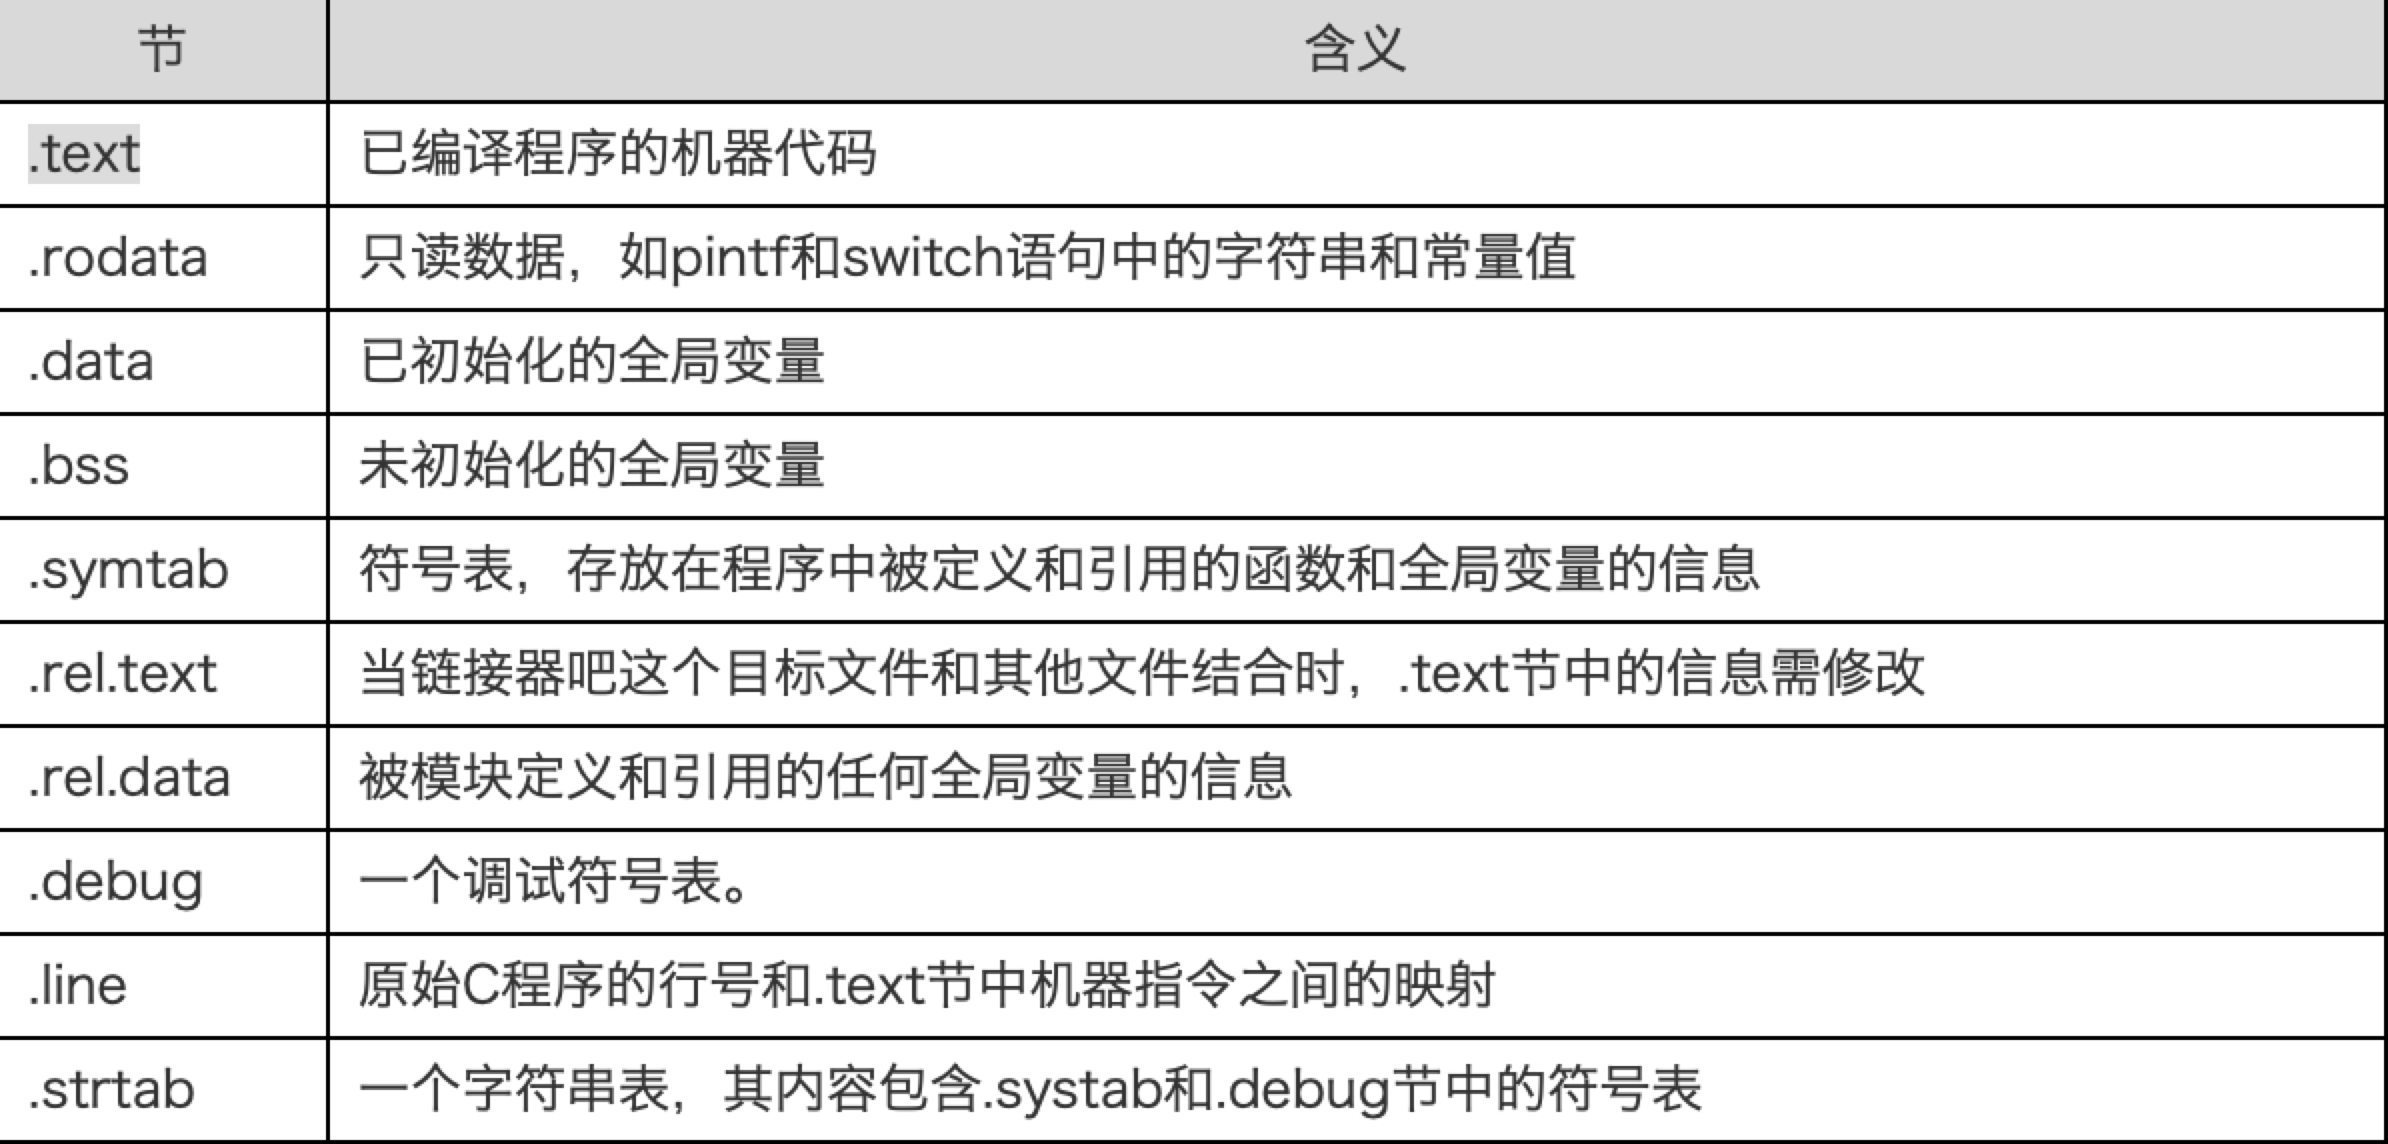 节 含义
.text 已编译程序的机器代码
.rodata 只读数据，如pintf和switch语句中的字符串和常量值
.data 已初始化的全局变量
.bss 未初始化的全局变量
.symtab 符号表，存放在程序中被定义和引用的函数和全局变量的信息
.rel.text 当链接器吧这个目标文件和其他文件结合时，.text节中的信息需修改
.rel.data 被模块定义和引用的任何全局变量的信息
.debug 一个调试符号表。
.line 原始C程序的行号和.text节中机器指令之间的映射
.strtab 一个字符串表，其内容包含.systab和.debug节中的符号表